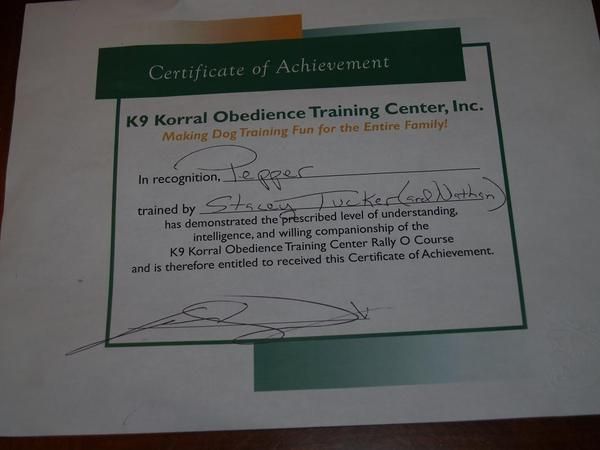 Certificate of Achievement
K9 Korral Obedience Training Center, Inc.
Making Dog Training Fun for the Entire Family!
In recognition, Pepper
trained by Stacey Tucker (and Nathan)
has demonstrated the prescribed level of understanding,
intelligence, and willing companionship of the
K9 Korral Obedience Training Center Rally O Course
and is therefore entitled to received this Certificate of Achievement.